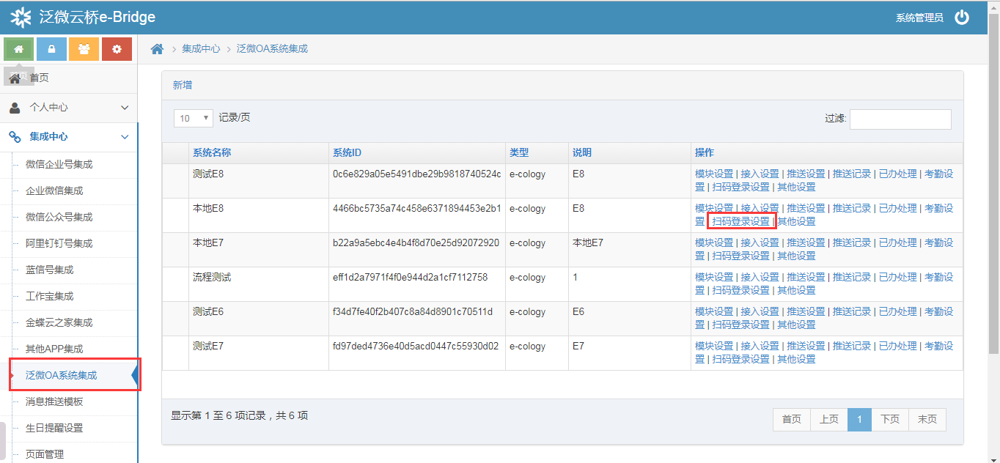 泛微云桥e-Bridge
系统管理员
集成中心 泛微OA系统集成
首页
首页
个人中心
集成中心
微信企业号集成
企业微信集成
微信公众号集成
阿里钉钉号集成
蓝信号集成
工作宝集成
金蝶云之家集成
其他APP集成
泛微OA系统集成
消息推送模板
生日提醒设置
页面管理
新增
10 记录/页
过滤:
系统名称 系统ID 类型 说明 操作
测试E8 0c6e829a05e5491dbe29b9818740524c e-cology E8 模块设置 | 接入设置 | 推送设置 | 推送记录 | 已办处理 | 考勤设
置 | 扫码登录设置 | 其他设置
本地E8 4466bc5735a74c458e6371894453e2b1 e-cology E8 模块设置 | 接入设置 | 推送设置 | 推送记录 | 已办处理 | 考勤设
置 | 扫码登录设置 | 其他设置
本地E7 b22a9a5ebc4e4b4f8d70e25d92072920 e-cology 本地E7 模块设置 | 接入设置 | 推送设置 | 推送记录 | 已办处理 | 考勤设
置 | 扫码登录设置 | 其他设置
流程测试 eff1d2a7971f4f0e944d2a1cf7112758 e-cology 1 模块设置 | 接入设置 | 推送设置 | 推送记录 | 已办处理 | 考勤设
置 | 扫码登录设置 | 其他设置
测试E6 f34d7fe40f2b407c8a84d8901c70511d e-cology E6 模块设置 | 接入设置 | 推送设置 | 推送记录 | 已办处理 | 考勤设
置 | 扫码登录设置 | 其他设置
测试E7 fd97ded4736e40d5acd0447c55930d02 e-cology E7 模块设置 | 接入设置 | 推送设置 | 推送记录 | 已办处理 | 考勤设
置 | 扫码登录设置 | 其他设置
显示第 1 至 6 项记录，共 6 项
首页 上页 1 下页 末页